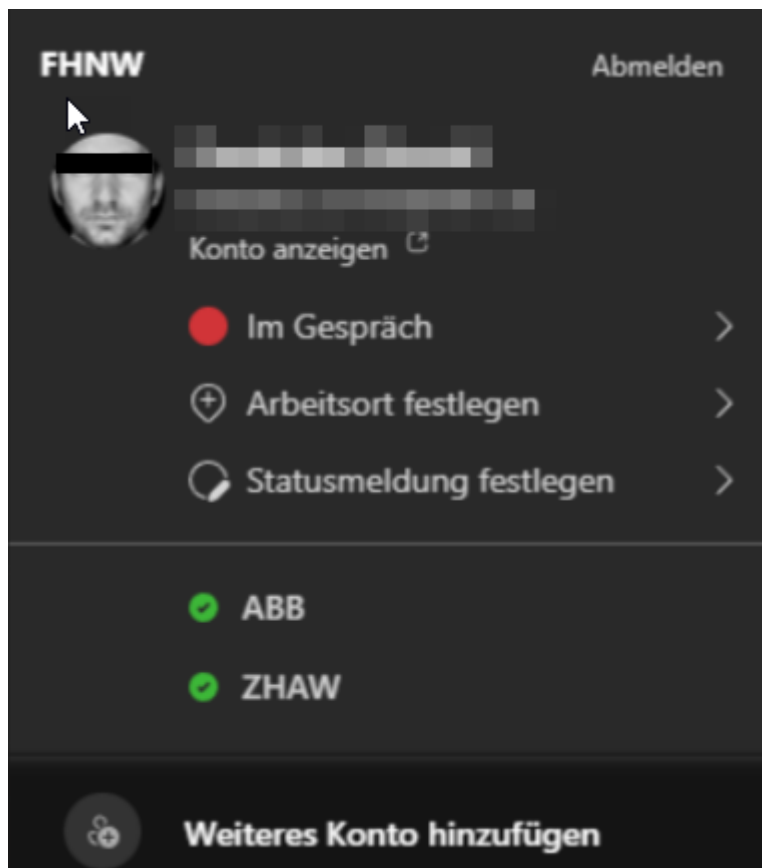 FHNW
Abmelden
Konto anzeigen
Im Gespräch
Arbeitsort festlegen
Statusmeldung festlegen
ABB
ZHAW
Weiteres Konto hinzufügen